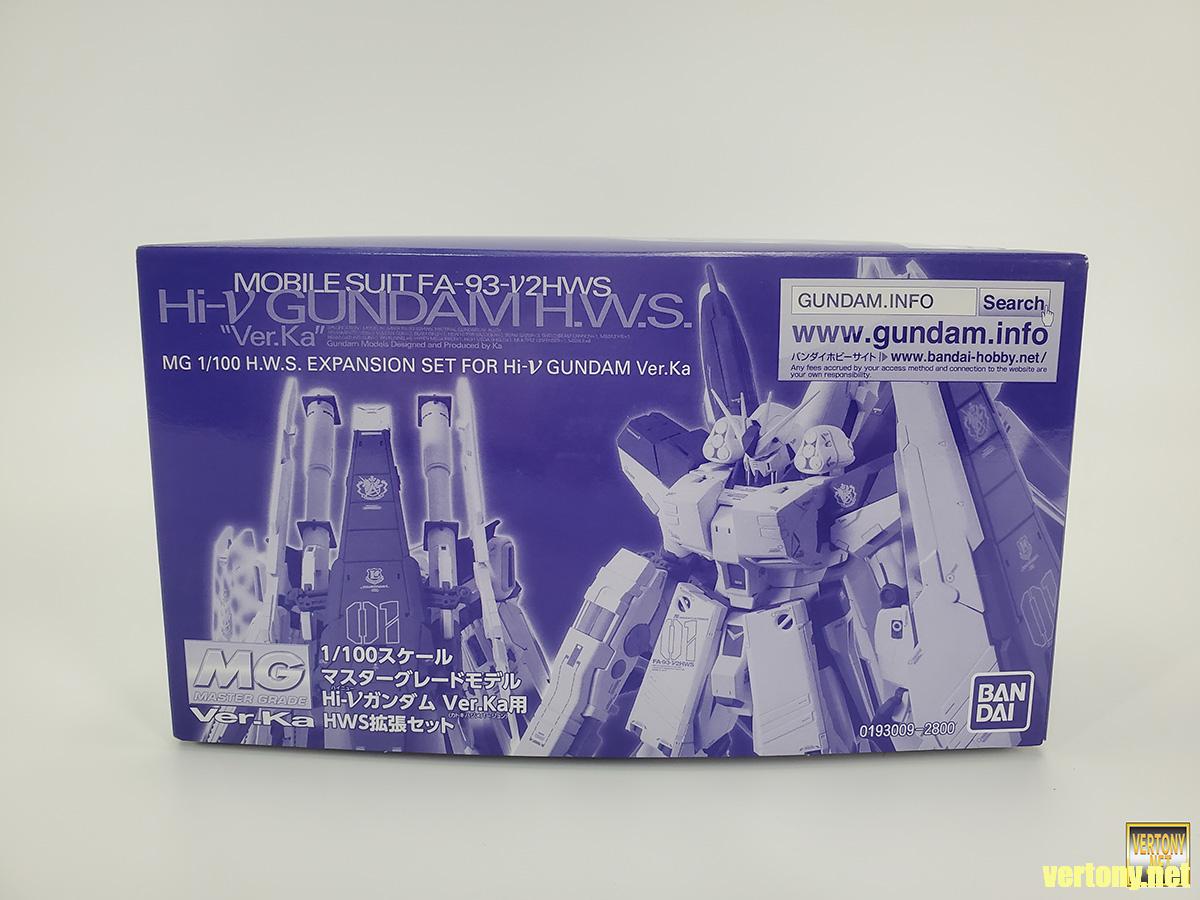 MOBILE SUIT FA-93-ν2HWS
Hi-ν GUNDAM H.W.S.
"Ver.Ka"
Gundam Models Designed and Produced by Ka
MG 1/100 H.W.S. EXPANSION SET FOR Hi-ν GUNDAM Ver.Ka
GUNDAM.INFO
Search
www.gundam.info
バンダイホビーサイト www.bandai-hobby.net/
Any fees accrued by your access method and connection to the website are
your own responsibility.
01
01
FA-93-ν2HWS
MG
MASTER GRADE
Ver.Ka
1/100スケール
マスターグレードモデル
ハイニュー
Hi-νガンダム Ver.Ka用
HWS拡張セット
BAN
DAI
0193009-2800
VERTONY
.NET
vertony.net